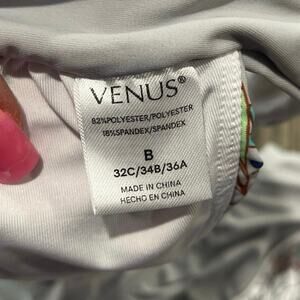 VENUS®
82%POLYESTER/POLYESTER
18%SPANDEX/SPANDEX
B
32C/34B/36A
MADE IN CHINA
HECHO EN CHINA